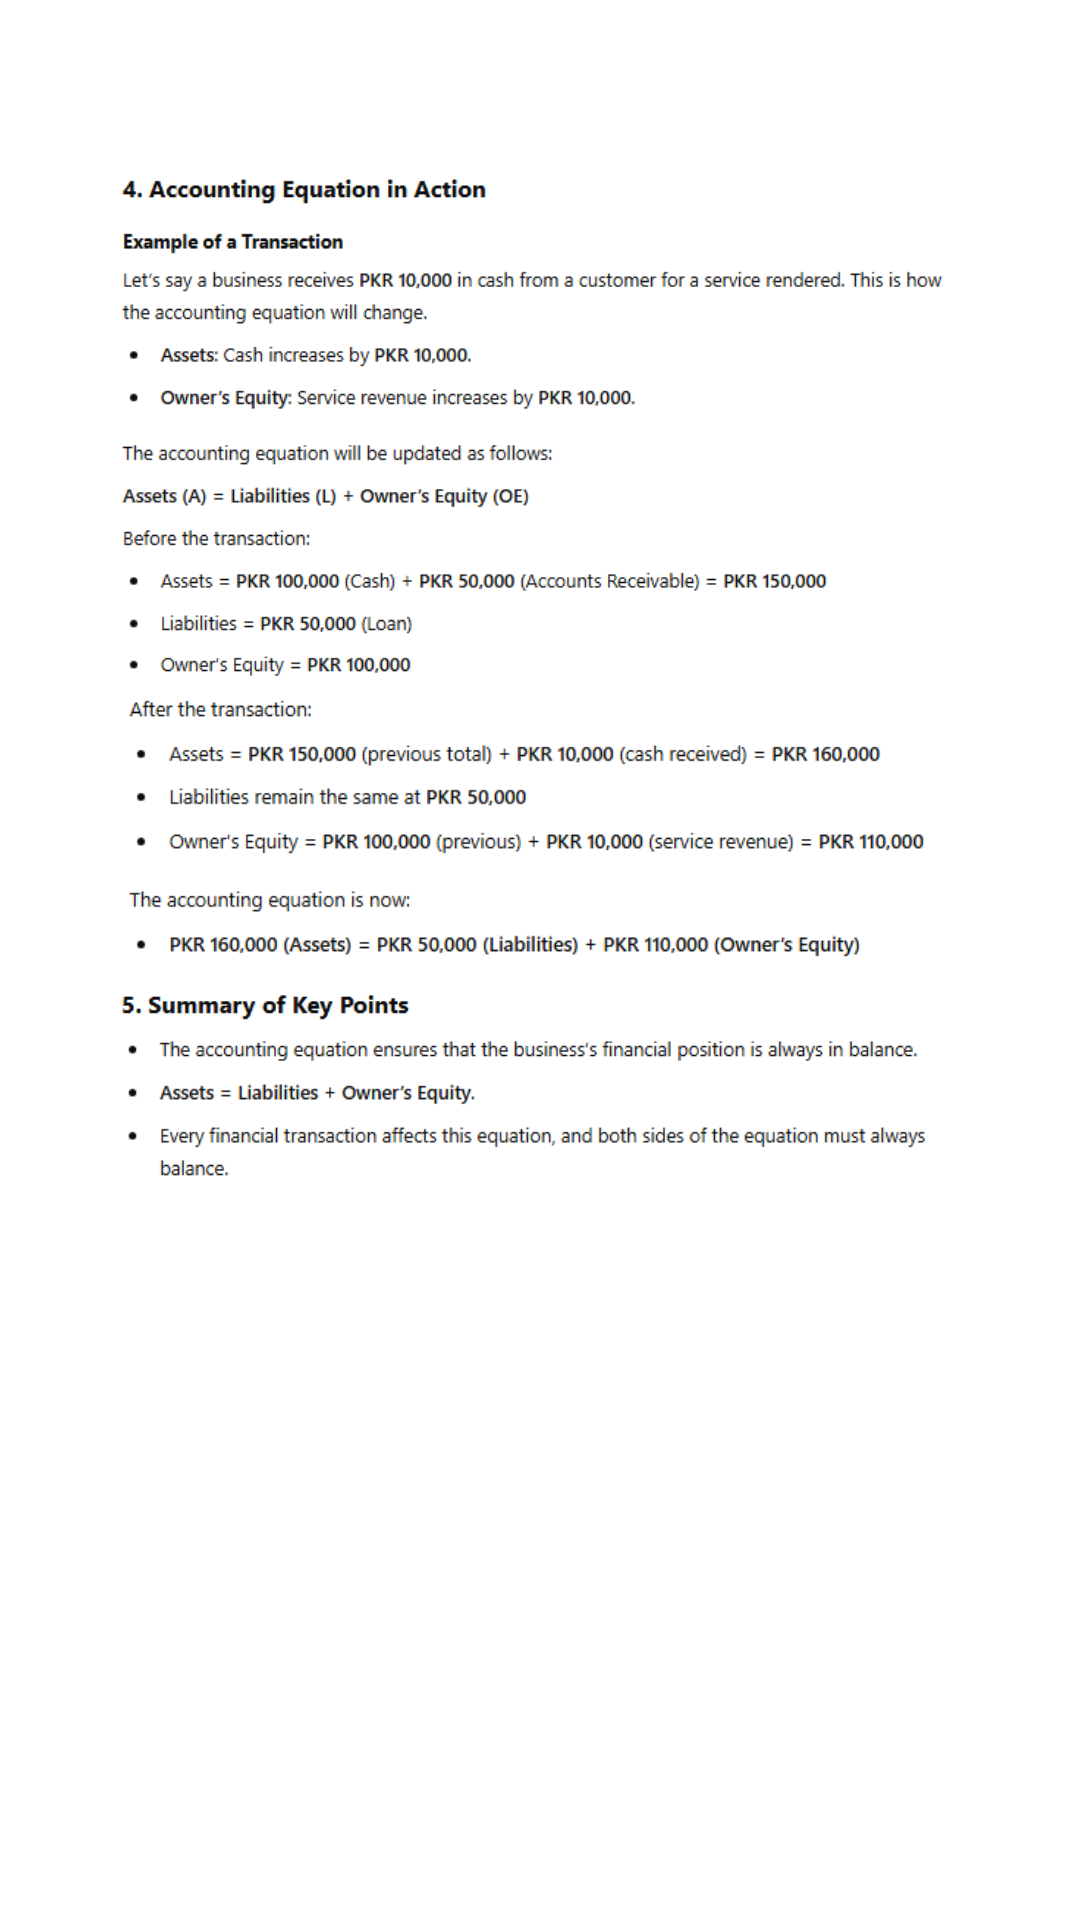 4. Accounting Equation in Action
Example of a Transaction
Let's say a business receives PKR 10,000 in cash from a customer for a service rendered. This is how
the accounting equation will change.
• Assets: Cash increases by PKR 10,000.
• Owner's Equity: Service revenue increases by PKR 10,000.
The accounting equation will be updated as follows:
Assets (A) = Liabilities (L) + Owner's Equity (OE)
Before the transaction:
• Assets = PKR 100,000 (Cash) + PKR 50,000 (Accounts Receivable) = PKR 150,000
• Liabilities = PKR 50,000 (Loan)
• Owner's Equity = PKR 100,000
After the transaction:
• Assets = PKR 150,000 (previous total) + PKR 10,000 (cash received) = PKR 160,000
• Liabilities remain the same at PKR 50,000
• Owner's Equity = PKR 100,000 (previous) + PKR 10,000 (service revenue) = PKR 110,000
The accounting equation is now:
• PKR 160,000 (Assets) = PKR 50,000 (Liabilities) + PKR 110,000 (Owner's Equity)
5. Summary of Key Points
• The accounting equation ensures that the business's financial position is always in balance.
• Assets = Liabilities + Owner's Equity.
• Every financial transaction affects this equation, and both sides of the equation must always
balance.